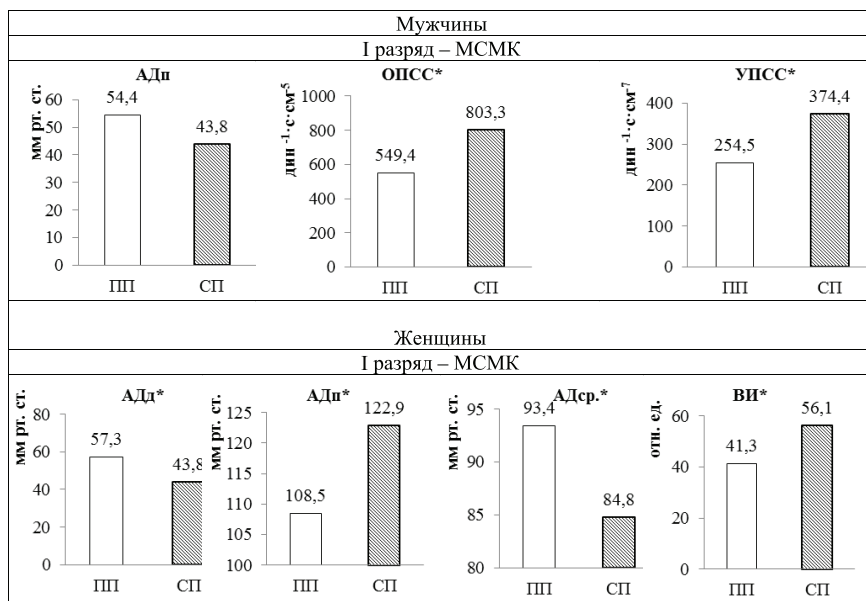 Мужчины
I разряд – МСМК
АДп
мм рт. ст.
60
50
40
30
20
10
0
54,4
43,8
ПП
СП
ОПСС*
дин ⁻¹·с·см⁻⁵
1000
800
600
400
200
0
549,4
803,3
ПП
СП
УПСС*
дин ⁻¹·с·см⁻⁷
400
300
200
100
0
254,5
374,4
ПП
СП
Женщины
I разряд – МСМК
АДд*
мм рт. ст.
80
60
40
20
0
57,3
43,8
ПП
СП
АДп*
мм рт. ст.
125
120
115
110
105
100
108,5
122,9
ПП
СП
АДср.*
мм рт. ст.
95
90
85
80
93,4
84,8
ПП
СП
ВИ*
отн. ед.
60
40
20
0
41,3
56,1
ПП
СП